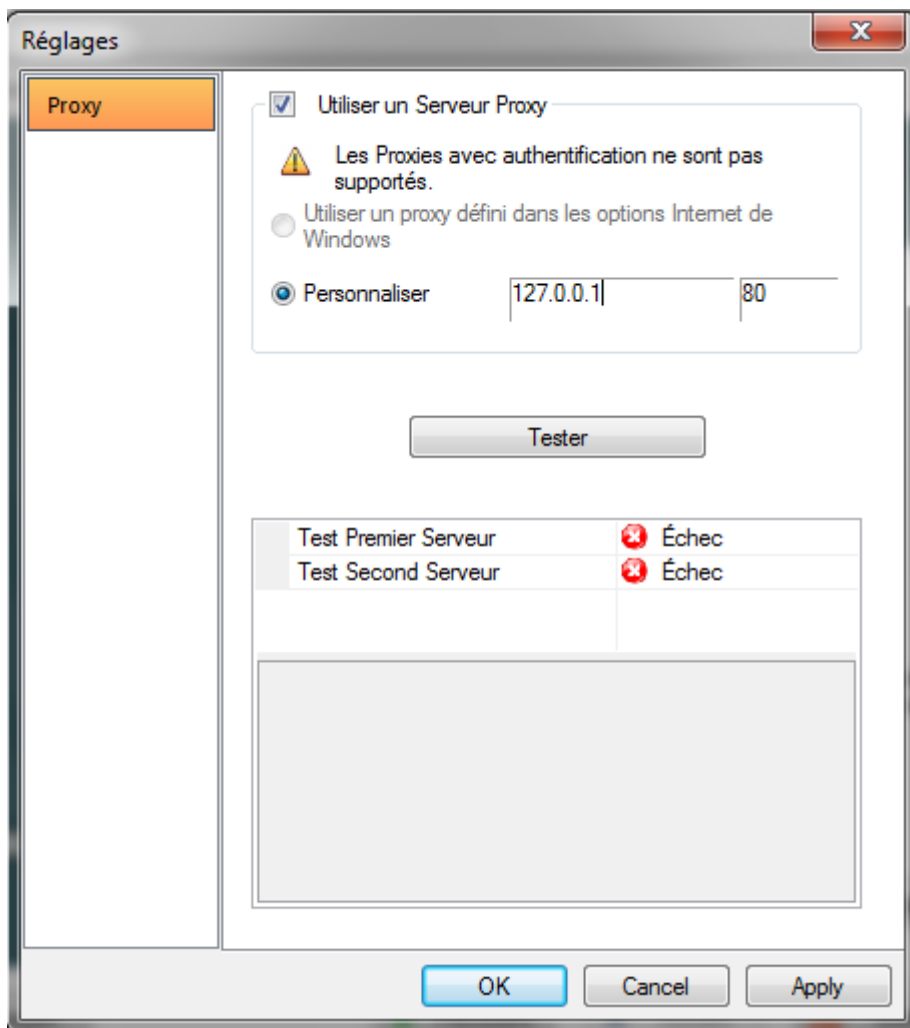 Réglages
Proxy
Utiliser un Serveur Proxy
Les Proxies avec authentification ne sont pas
supportés.
Utiliser un proxy défini dans les options Internet de
Windows
Personnaliser 127.0.0.1 80
Tester
Test Premier Serveur Échec
Test Second Serveur Échec
OK Cancel Apply